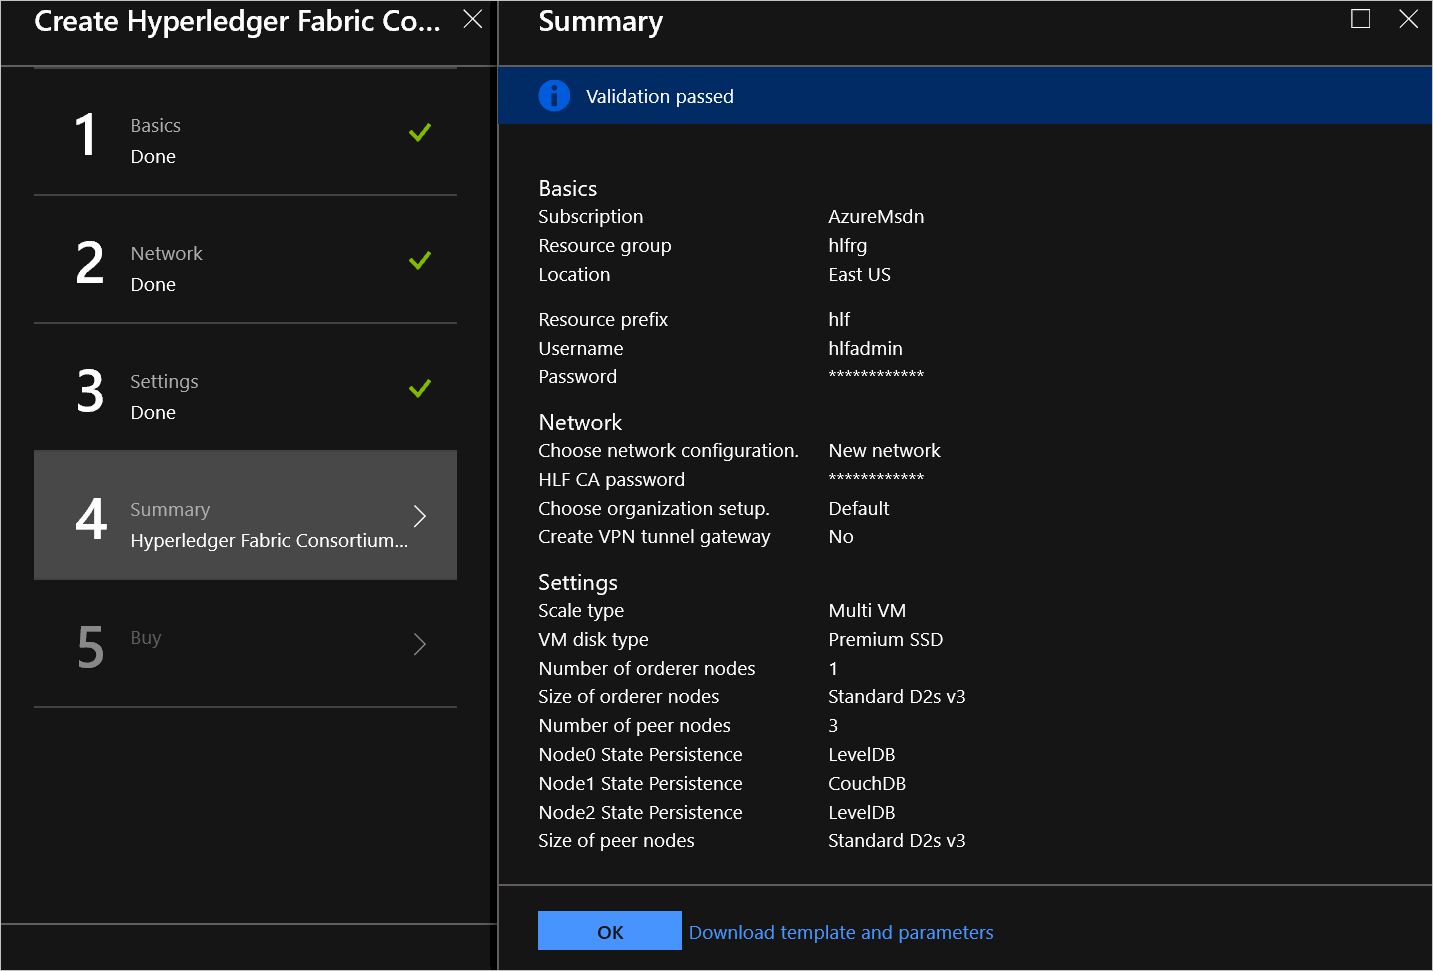 Create Hyperledger Fabric Co...
1
Basics
Done
2
Network
Done
3
Settings
Done
4
Summary
Hyperledger Fabric Consortium...
5
Buy
Summary
Validation passed
Basics
Subscription AzureMsdn
Resource group hlfrg
Location East US
Resource prefix hlf
Username hlfadmin
Password ************
Network
Choose network configuration. New network
HLF CA password ************
Choose organization setup. Default
Create VPN tunnel gateway No
Settings
Scale type Multi VM
VM disk type Premium SSD
Number of orderer nodes 1
Size of orderer nodes Standard D2s v3
Number of peer nodes 3
Node0 State Persistence LevelDB
Node1 State Persistence CouchDB
Node2 State Persistence LevelDB
Size of peer nodes Standard D2s v3
OK Download template and parameters